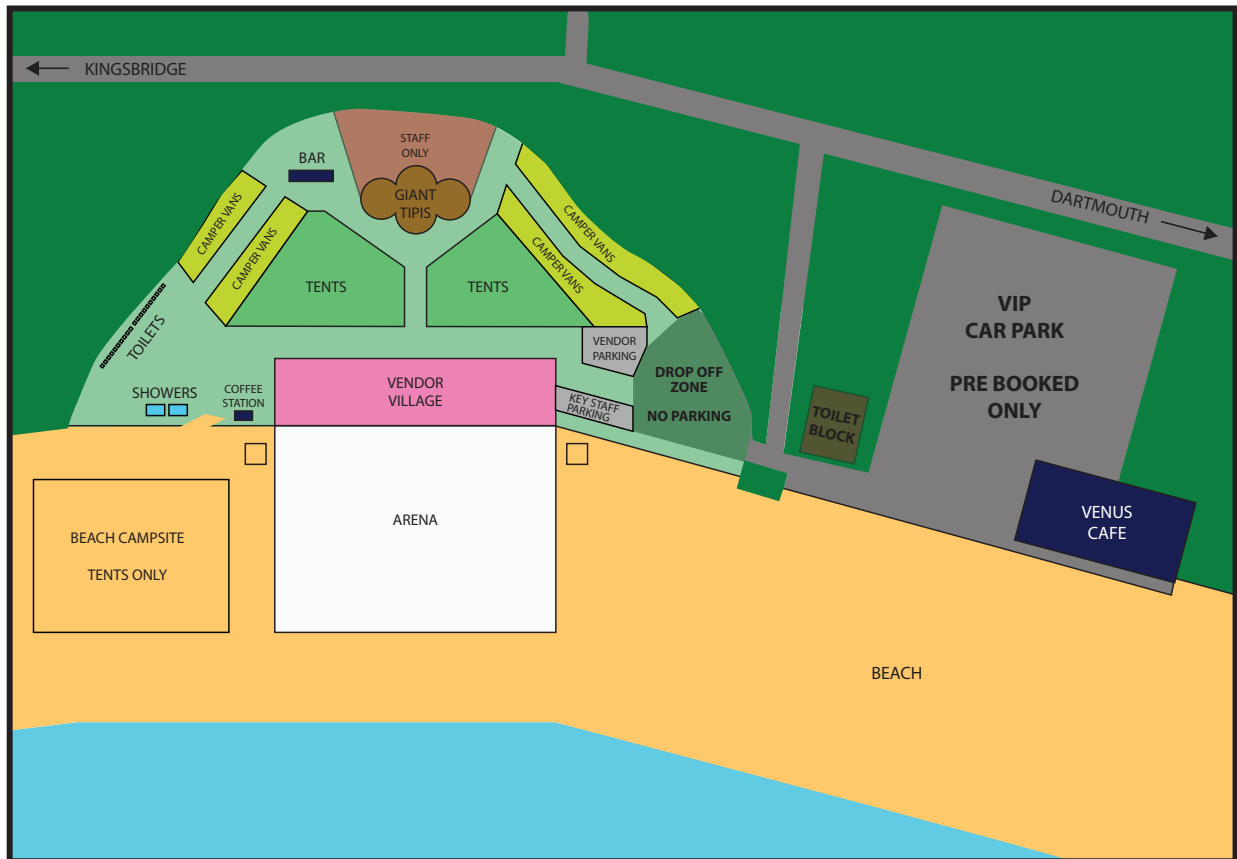 KINGSBRIDGE
STAFF
ONLY
BAR
GIANT
TIPIS
CAMPER VANS
CAMPER VANS
CAMPER VANS
CAMPER VANS
DARTMOUTH
TENTS
TENTS
VIP
CAR PARK
PRE BOOKED
ONLY
TOILETS
VENDOR
PARKING
DROP OFF
ZONE
NO PARKING
SHOWERS
COFFEE
STATION
VENDOR
VILLAGE
KEY STAFF
PARKING
TOILET
BLOCK
ARENA
BEACH CAMPSITE
TENTS ONLY
VENUS
CAFE
BEACH